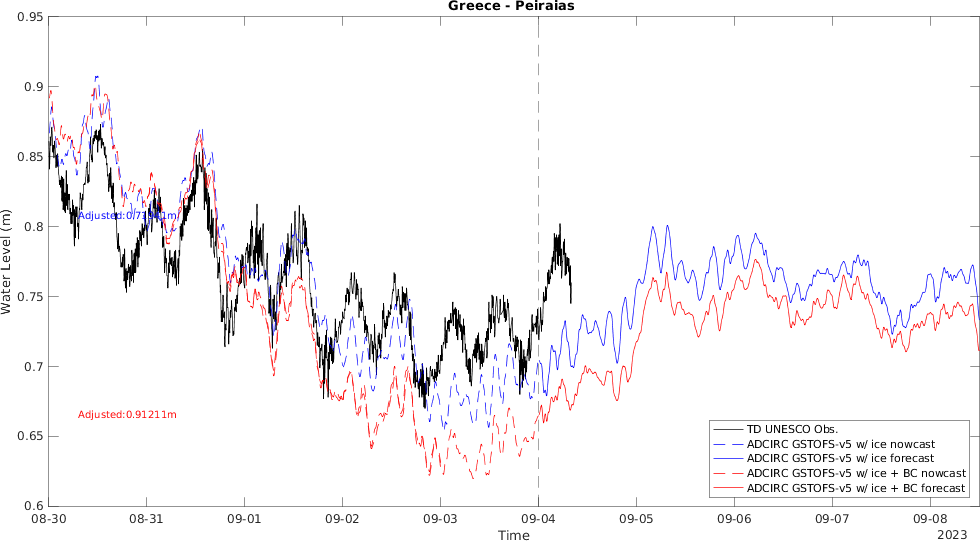 Greece - Peiraias
0.95
0.9
0.85
0.8
0.75
0.7
0.65
0.6
Water Level (m)
Adjusted:0.91211m
TD UNESCO Obs.
ADCIRC GSTOFS-v5 w/ ice nowcast
ADCIRC GSTOFS-v5 w/ ice forecast
ADCIRC GSTOFS-v5 w/ ice + BC nowcast
ADCIRC GSTOFS-v5 w/ ice + BC forecast
08-30 08-31 09-01 09-02 09-03 09-04 09-05 09-06 09-07 09-08
Time
2023